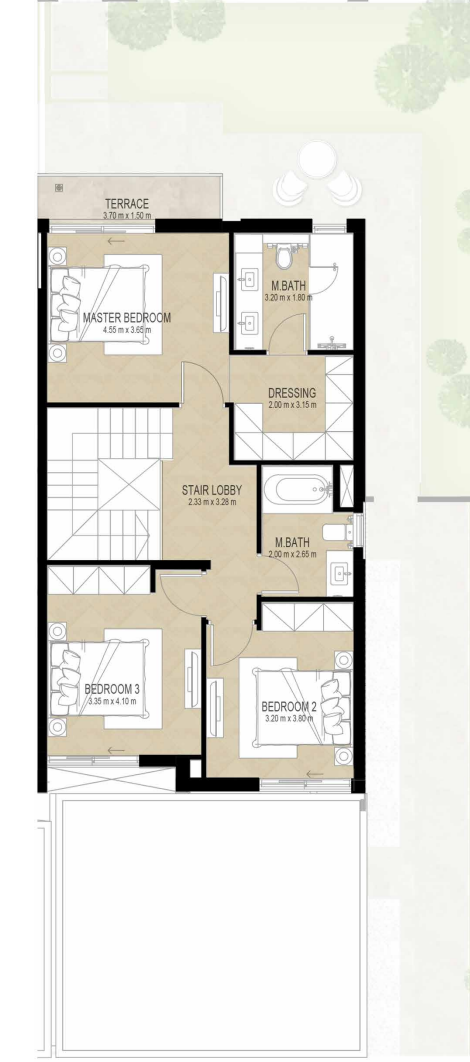 TERRACE
3.70 m x 1.50 m
MASTER BEDROOM
4.55 m x 3.65 m
M.BATH
3.20 m x 1.80 m
DRESSING
2.00 m x 3.15 m
STAIR LOBBY
2.33 m x 3.28 m
M.BATH
2.00 m x 2.65 m
BEDROOM 3
3.35 m x 4.10 m
BEDROOM 2
3.20 m x 3.80 m